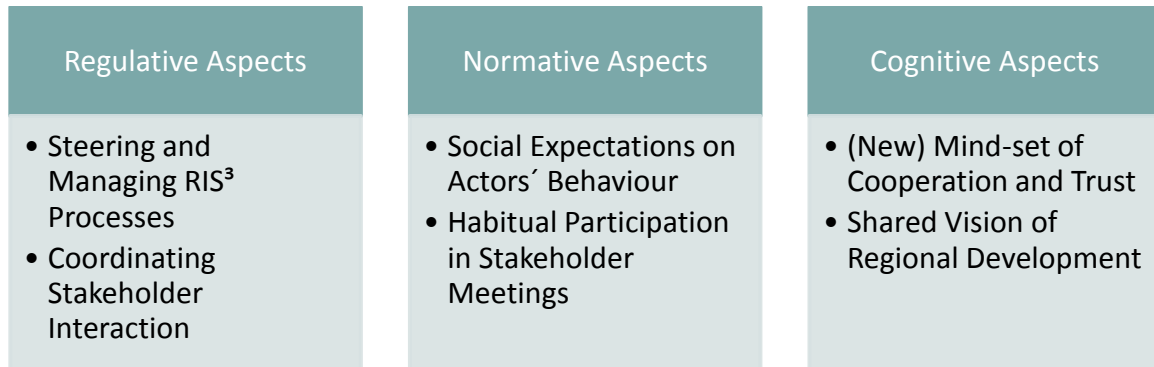 Regulative Aspects
• Steering and
Managing RIS³
Processes
• Coordinating
Stakeholder
Interaction
Normative Aspects
• Social Expectations on
Actors´ Behaviour
• Habitual Participation
in Stakeholder
Meetings
Cognitive Aspects
• (New) Mind-set of
Cooperation and Trust
• Shared Vision of
Regional Development